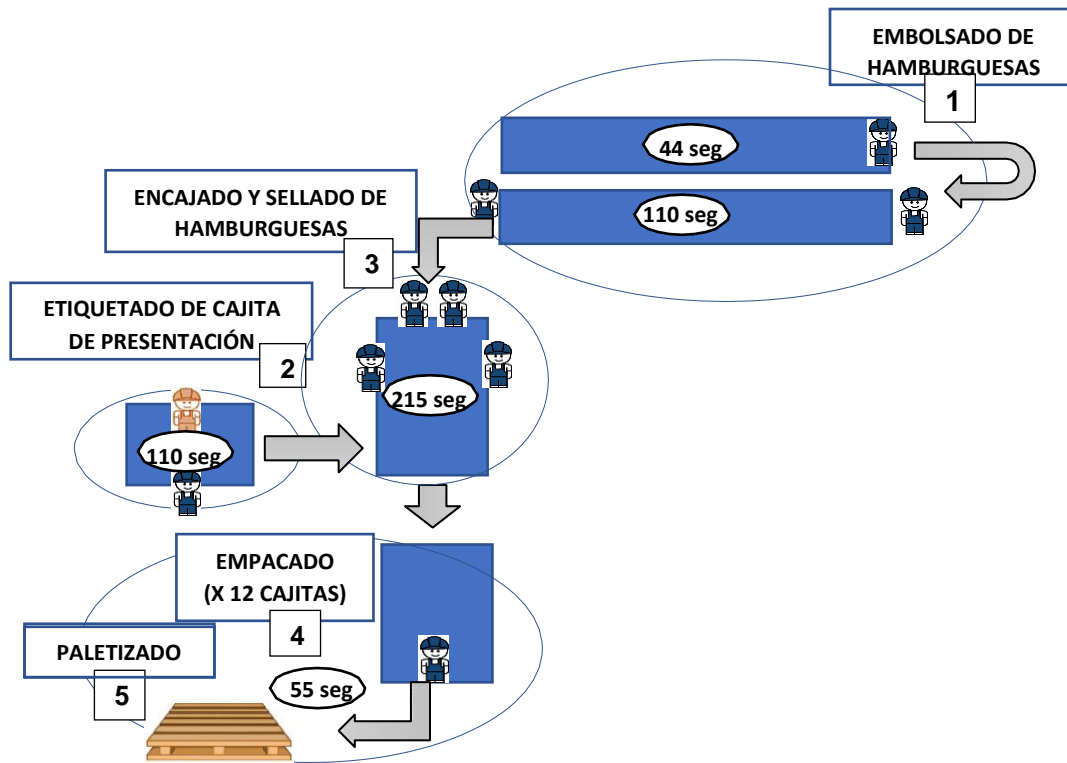 EMBOLSADO DE
HAMBURGUESAS
1
44 seg
110 seg
ENCAJADO Y SELLADO DE
HAMBURGUESAS
3
ETIQUETADO DE CAJITA
DE PRESENTACIÓN
2
215 seg
110 seg
EMPACADO
(X 12 CAJITAS)
4
PALETIZADO
5
55 seg